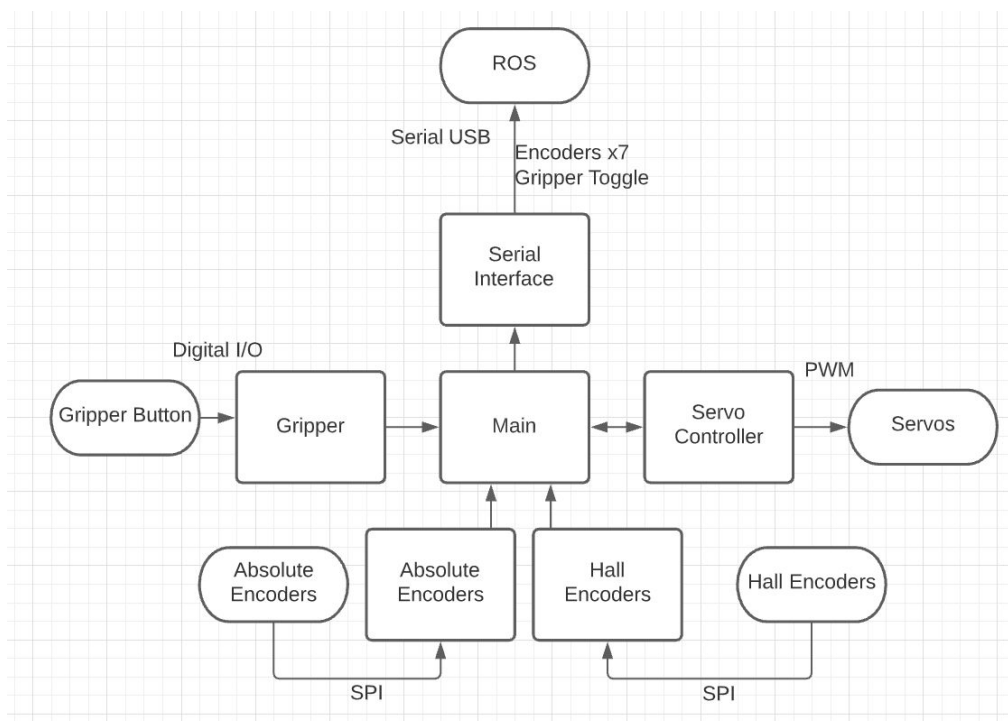 ROS
Serial USB
Encoders x7
Gripper Toggle
Serial
Interface
Digital I/O
Gripper Button
Gripper
Main
Servo
Controller
PWM
Servos
Absolute
Encoders
Absolute
Encoders
Hall
Encoders
Hall Encoders
SPI
SPI